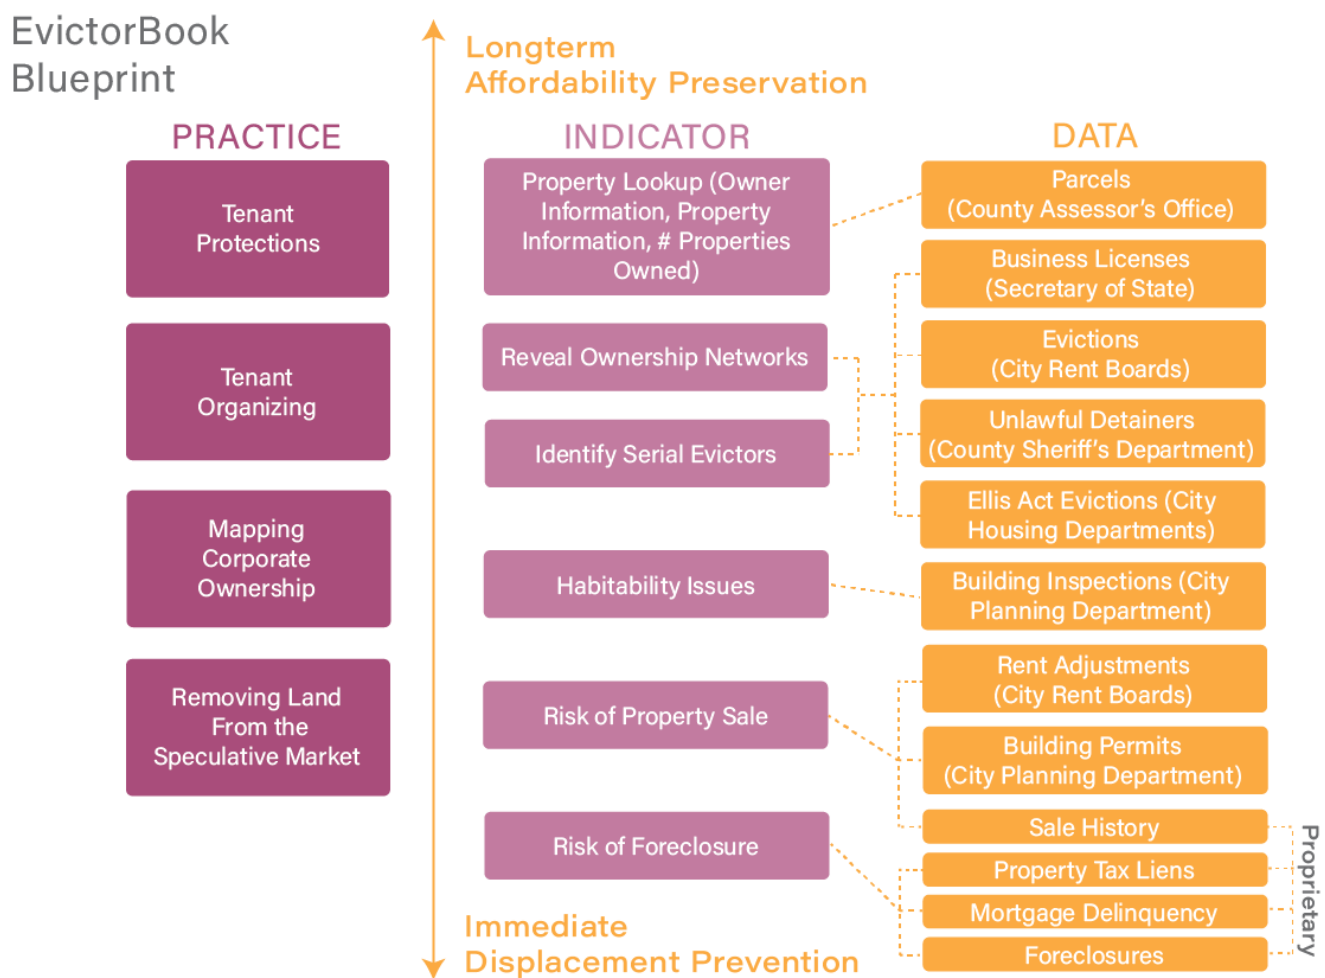 EvictorBook
Blueprint
Longterm
Affordability Preservation
PRACTICE
Tenant
Protections
Tenant
Organizing
Mapping
Corporate
Ownership
Removing Land
From the
Speculative Market
INDICATOR
Property Lookup (Owner
Information, Property
Information, # Properties
Owned)
Reveal Ownership Networks
Identify Serial Evictors
Habitability Issues
Risk of Property Sale
Risk of Foreclosure
DATA
Parcels
(County Assessor's Office)
Business Licenses
(Secretary of State)
Evictions
(City Rent Boards)
Unlawful Detainers
(County Sheriff's Department)
Ellis Act Evictions (City
Housing Departments)
Building Inspections (City
Planning Department)
Rent Adjustments
(City Rent Boards)
Building Permits
(City Planning Department)
Sale History
Property Tax Liens
Mortgage Delinquency
Foreclosures
Proprietary
Immediate
Displacement Prevention